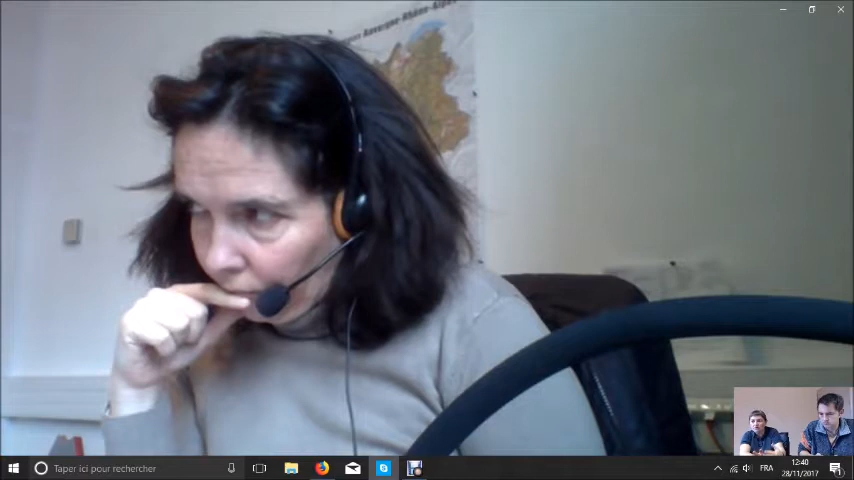 Auvergne-Rhône-Alpes
Taper ici pour rechercher
FRA
12:40
28/11/2017